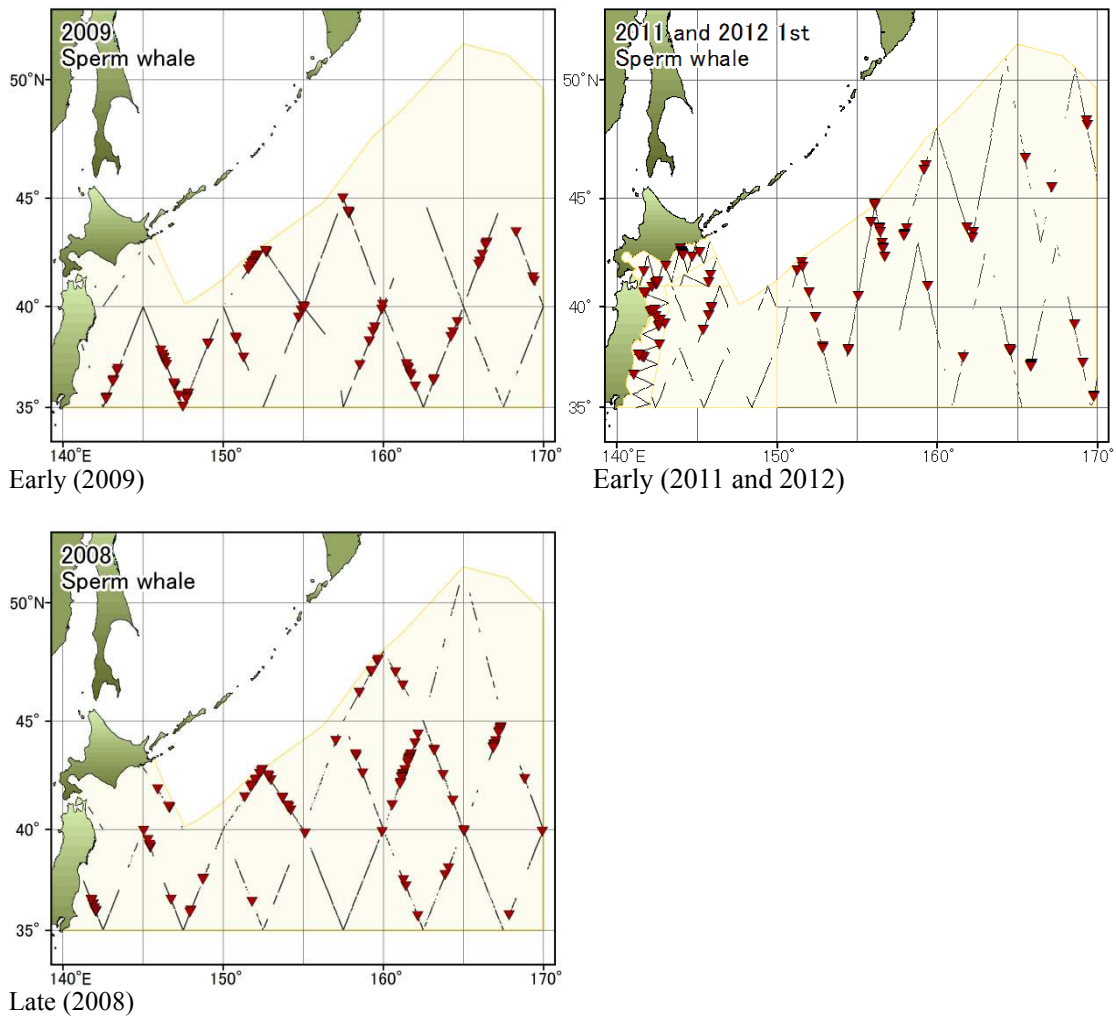 2009
Sperm whale
50°N
45°
40°
35°
140°E
150°
160°
170°
Early (2009)
2011 and 2012 1st
Sperm whale
50°N
45°
40°
35°
140°E
150°
160°
170°
Early (2011 and 2012)
2008
Sperm whale
50°N
45°
40°
35°
140°E
150°
160°
170°
Late (2008)